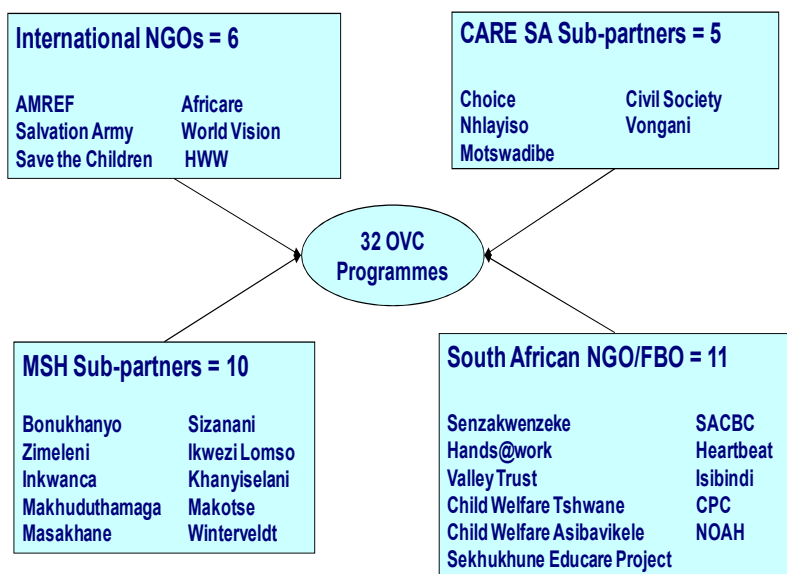 International NGOs = 6
AMREF Africare
Salvation Army World Vision
Save the Children HWW
CARE SA Sub-partners = 5
Choice Civil Society
Nhlayiso Vongani
Motswadibe
32 OVC
Programmes
MSH Sub-partners = 10
Bonukhanyo Sizanani
Zimeleni Ikwezi Lomso
Inkwanca Khanyiselani
Makhuduthamaga Makotse
Masakhane Winterveldt
South African NGO/FBO = 11
Senzakwenzeke SACBC
Hands@work Heartbeat
Valley Trust Isibindi
Child Welfare Tshwane CPC
Child Welfare Asibavikele NOAH
Sekhukhune Educare Project